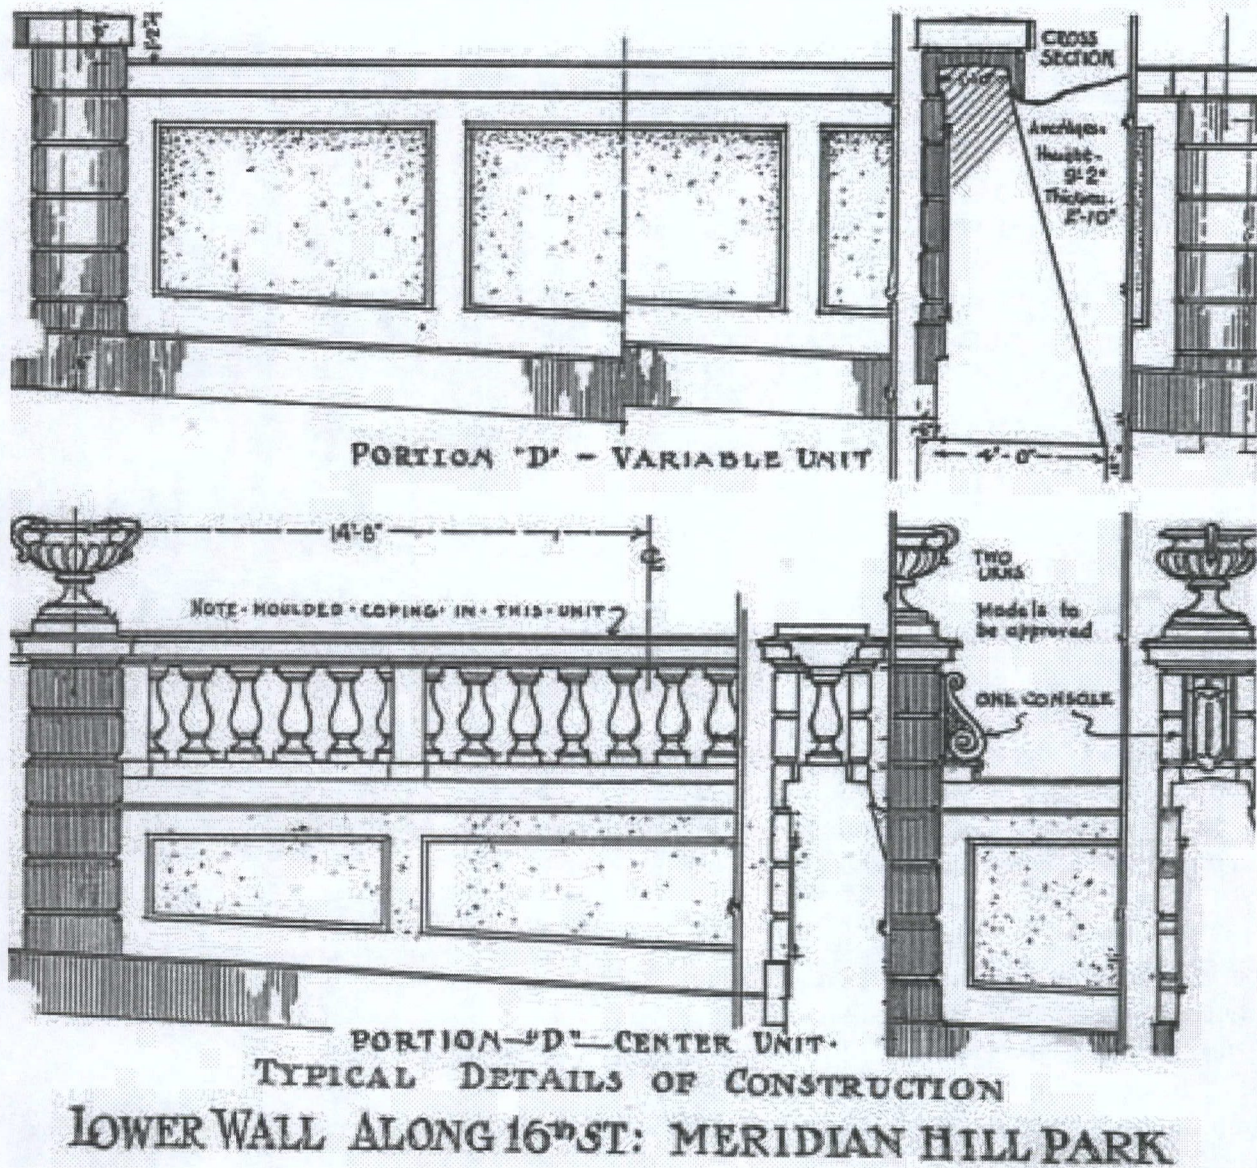 CROSS
SECTION
Averages.
Height-
9'-2"
Thickness.
PORTION "D" - VARIABLE UNIT
4'-0"
14'-8"
NOTE-MOULDED-COPING-IN-THIS-UNIT
TWO
URNS
Models to
be approved
ONE CONSOLE
PORTION-"D"-CENTER UNIT.
TYPICAL DETAILS OF CONSTRUCTION
LOWER WALL ALONG 16th ST: MERIDIAN HILL PARK